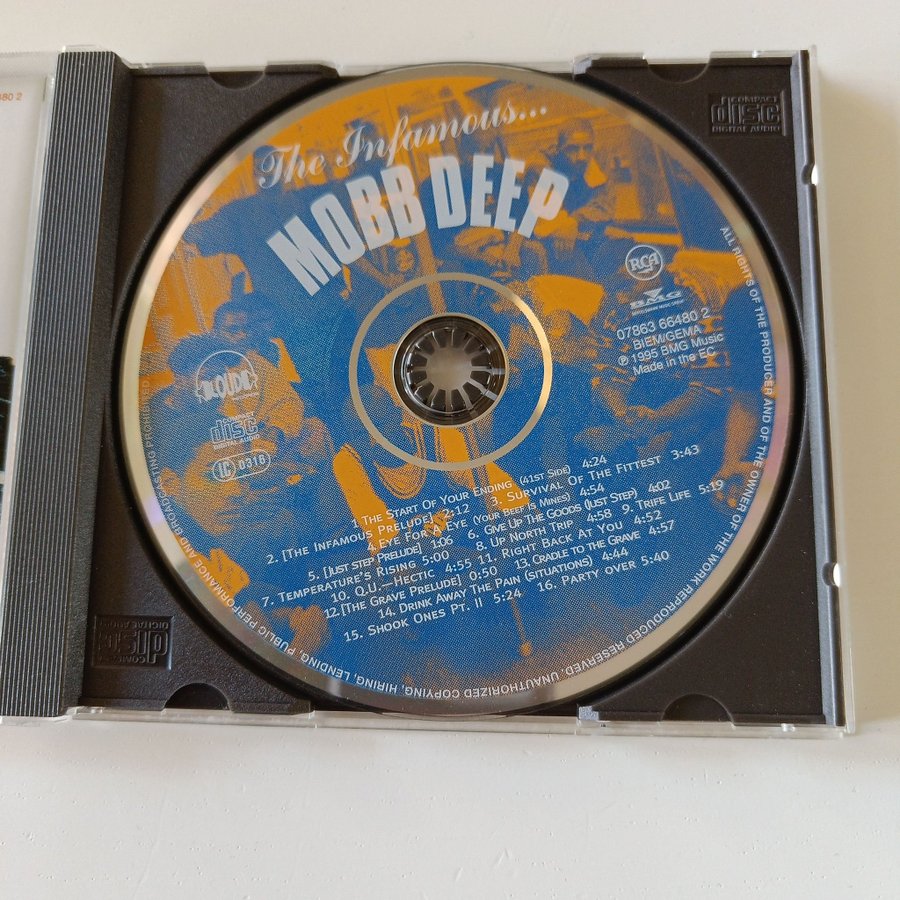 480 2
COMPACT
disc
DIGITAL AUDIO
The Infamous...
MOBB DEEP
RCA
BMG
07863 66480 2
BIEM/GEMA
℗ 1995 BMG Music
Made in the EC
LOUD
COMPACT
disc
DIGITAL AUDIO
LC 0316
1 THE START OF YOUR ENDING (41ST SIDE) 4:24
2. [THE INFAMOUS PRELUDE] 2:12 3. SURVIVAL OF THE FITTEST 3:43
4. EYE FOR A EYE (YOUR BEEF IS MINES) 4:54
5. [JUST STEP PRELUDE] 1:06 6. GIVE UP THE GOODS (JUST STEP) 4:02
7. TEMPERATURE'S RISING 5:00 8. UP NORTH TRIP 4:58 9. TRIFE LIFE 5:19
10. Q.U.—HECTIC 4:55 11. RIGHT BACK AT YOU 4:52
12. [THE GRAVE PRELUDE] 0:50 13. CRADLE TO THE GRAVE 4:57
14. DRINK AWAY THE PAIN (SITUATIONS) 4:44
15. SHOOK ONES PT. II 5:24 16. PARTY OVER 5:40
ALL RIGHTS OF THE PRODUCER AND OF THE OWNER OF THE WORK REPRODUCED RESERVED. UNAUTHORIZED COPYING, HIRING, LENDING, PUBLIC PERFORMANCE AND BROADCASTING PROHIBITED.
COMPACT
disc
DIGITAL AUDIO